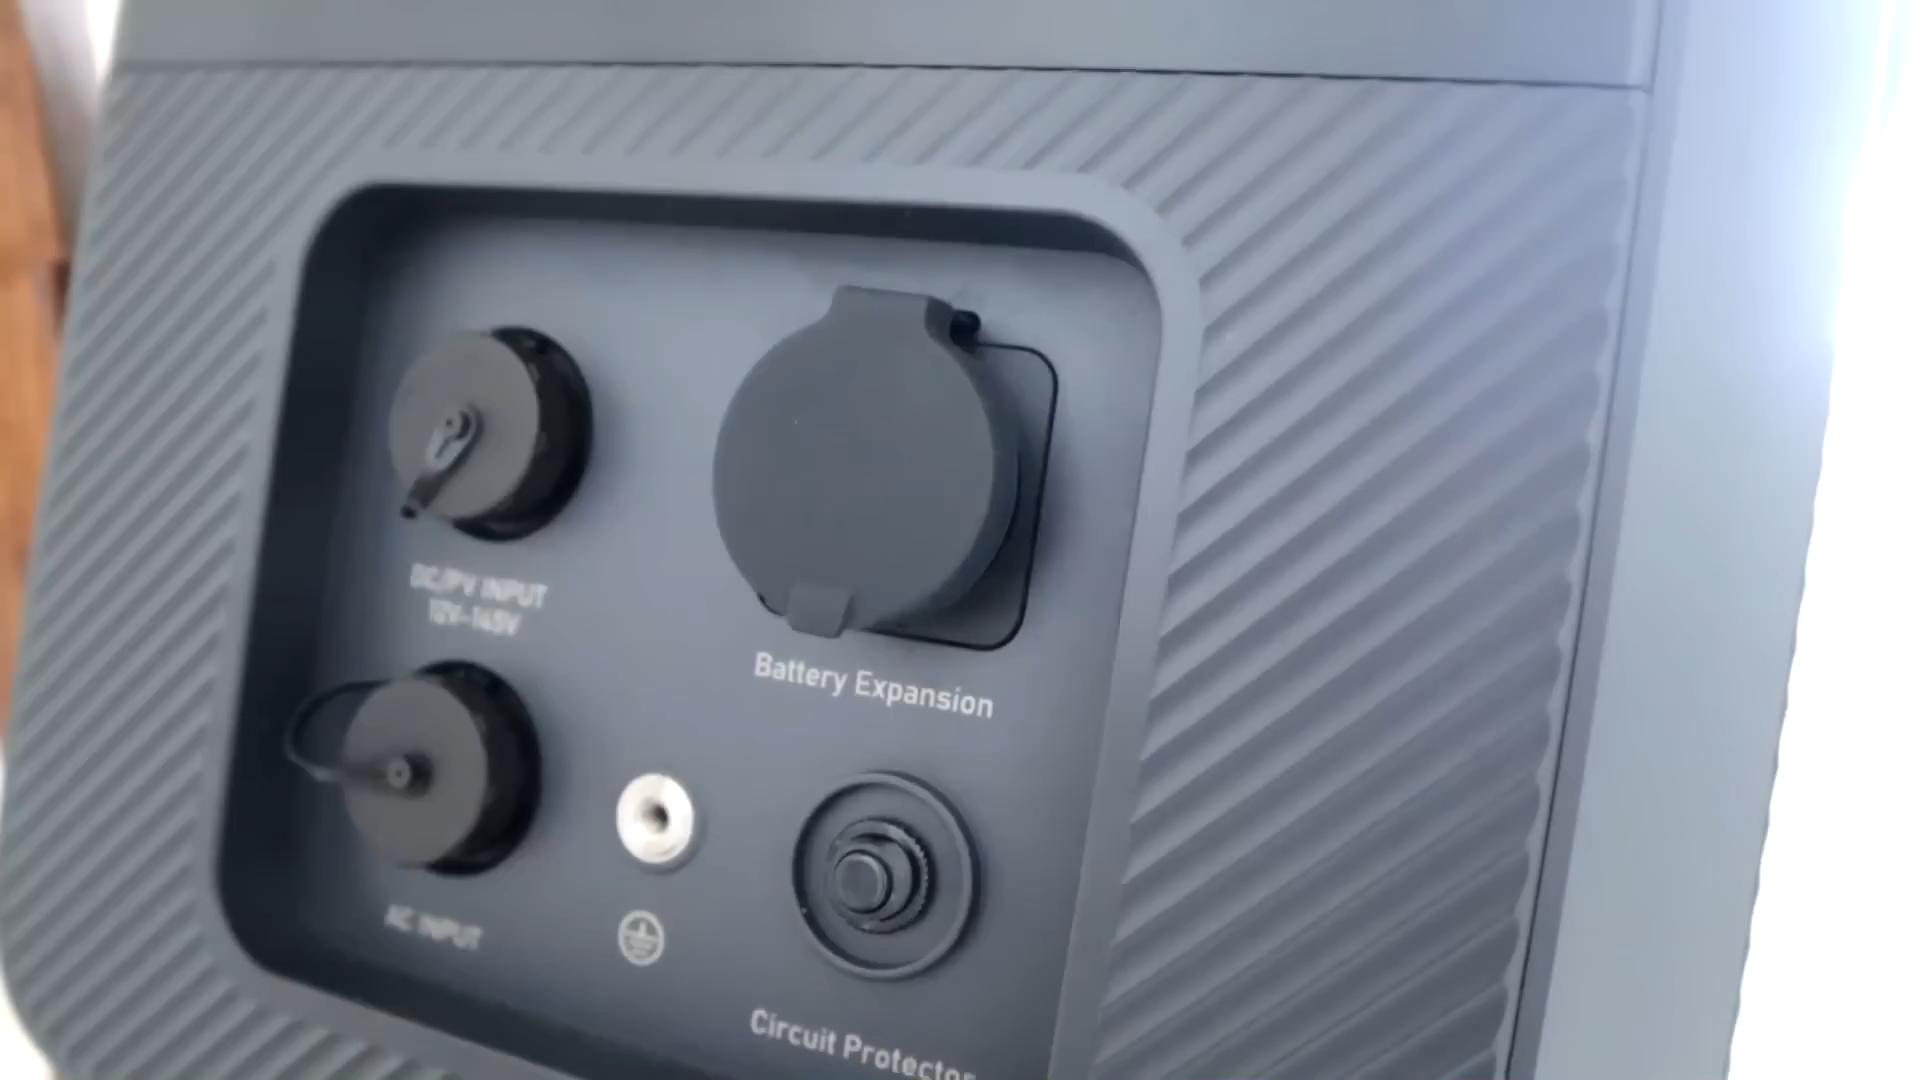 DC/PV INPUT
12V-145V
Battery Expansion
AC INPUT
Circuit Protector